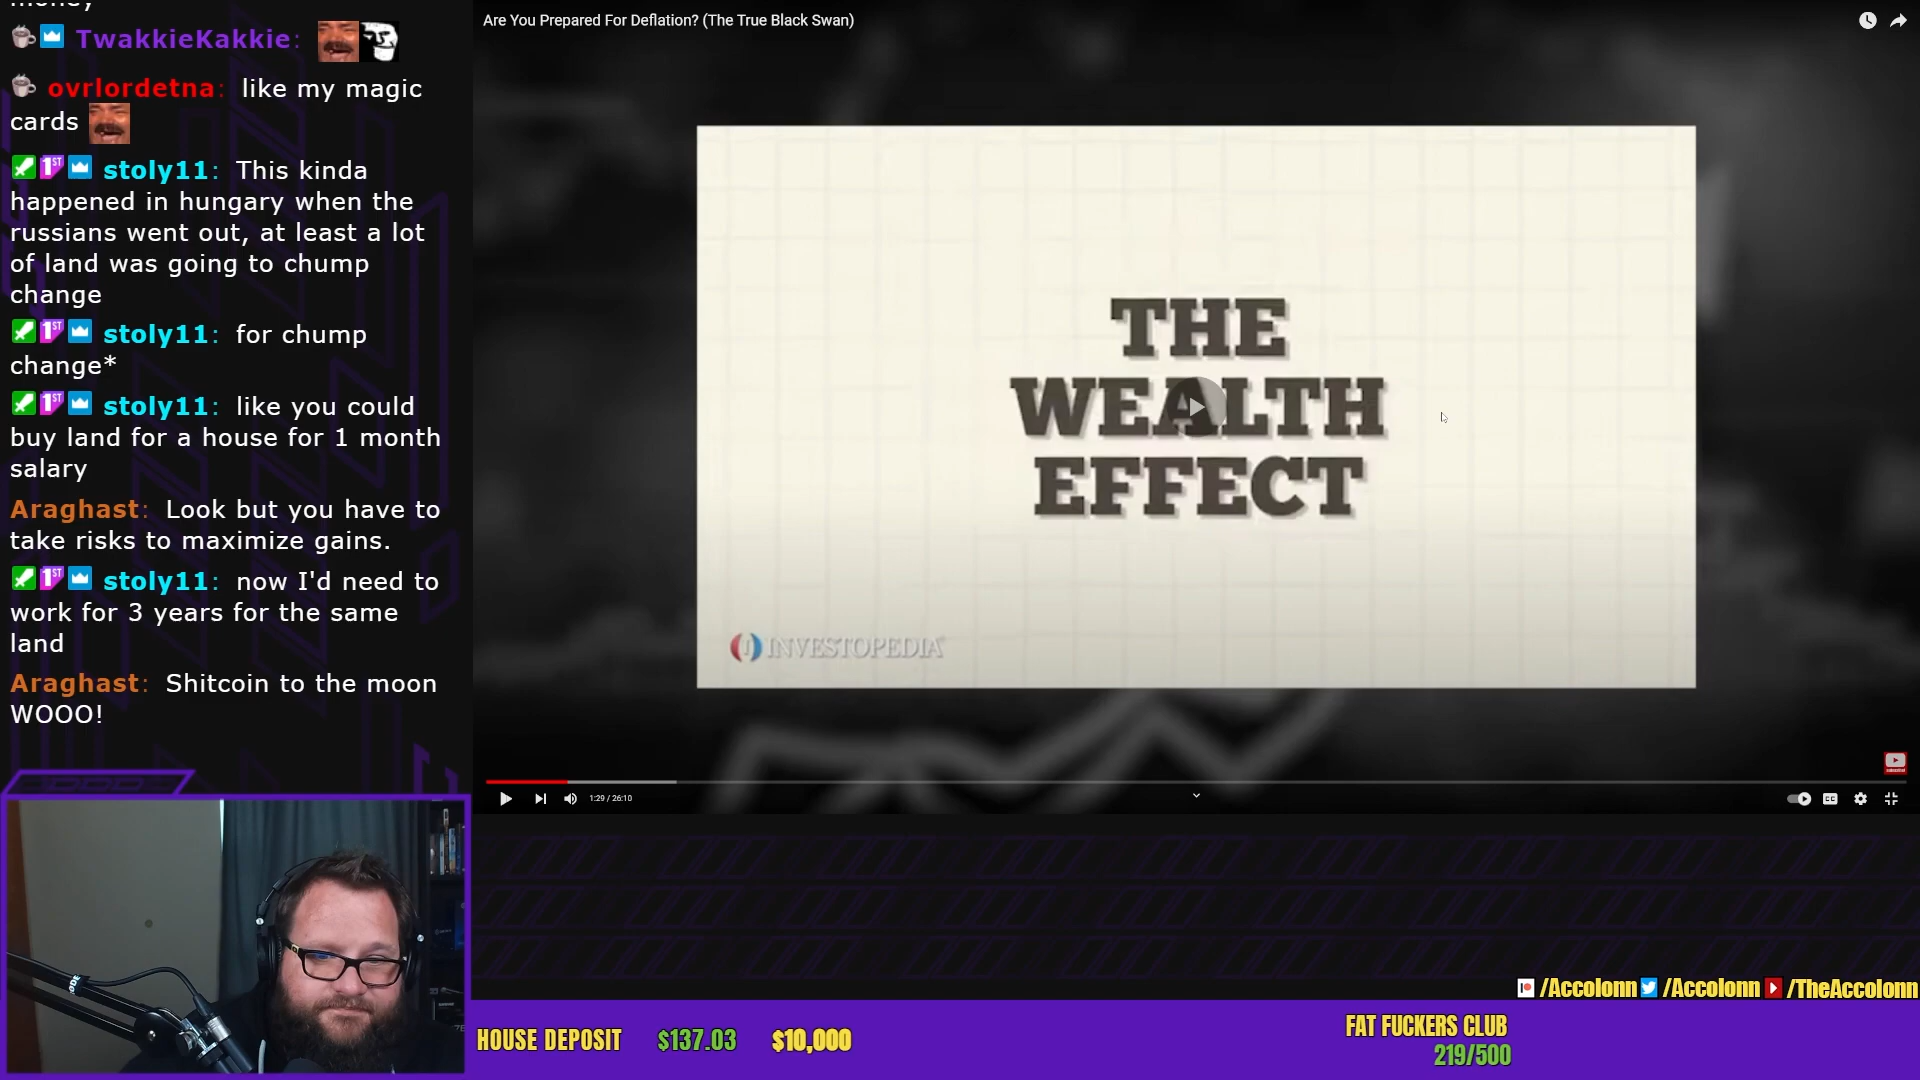 TwakkieKakkie:
ovrlordetna: like my magic
cards
stoly11: This kinda
happened in hungary when the
russians went out, at least a lot
of land was going to chump
change
stoly11: for chump
change*
stoly11: like you could
buy land for a house for 1 month
salary
Araghast: Look but you have to
take risks to maximize gains.
stoly11: now I'd need to
work for 3 years for the same
land
Araghast: Shitcoin to the moon
WOOO!
Are You Prepared For Deflation? (The True Black Swan)
THE
WEALTH
EFFECT
INVESTOPEDIA
1:29 / 26:10
/Accolonn /Accolonn /TheAccolonn
HOUSE DEPOSIT $137.03 $10,000
FAT FUCKERS CLUB
219/500